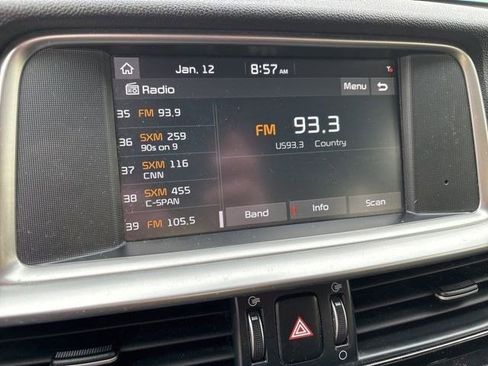 Jan. 12 8:57 AM
Radio Menu
35 FM 93.9
36 SXM 259
90s on 9
37 SXM 116
CNN
38 SXM 455
C-SPAN
39 FM 105.5
FM 93.3
US93.3 Country
Band Info Scan